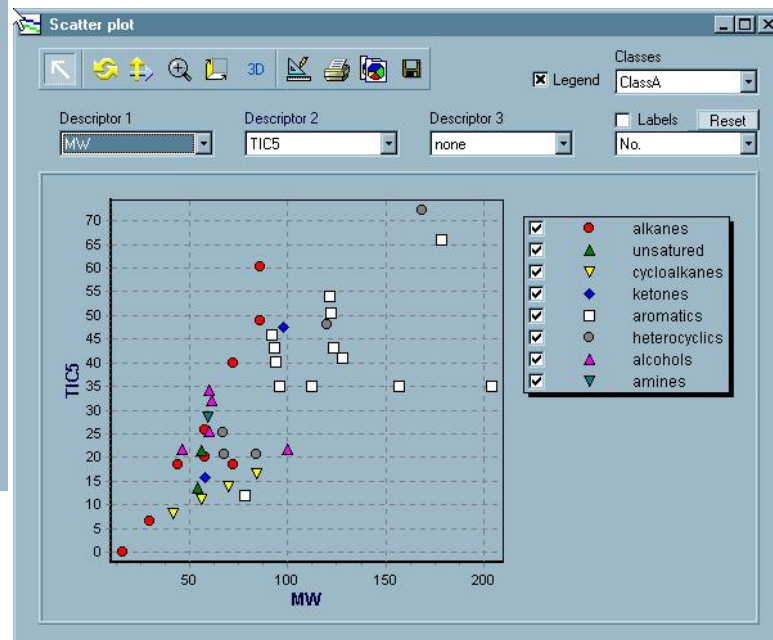 Scatter plot
3D
Legend
Classes
ClassA
Descriptor 1
Descriptor 2
Descriptor 3
Labels
Reset
MW
TIC5
none
No.
70
65
60
55
50
45
40
35
30
25
20
15
10
5
0
TIC5
50 100 150 200
MW
alkanes
unsatured
cycloalkanes
ketones
aromatics
heterocyclics
alcohols
amines